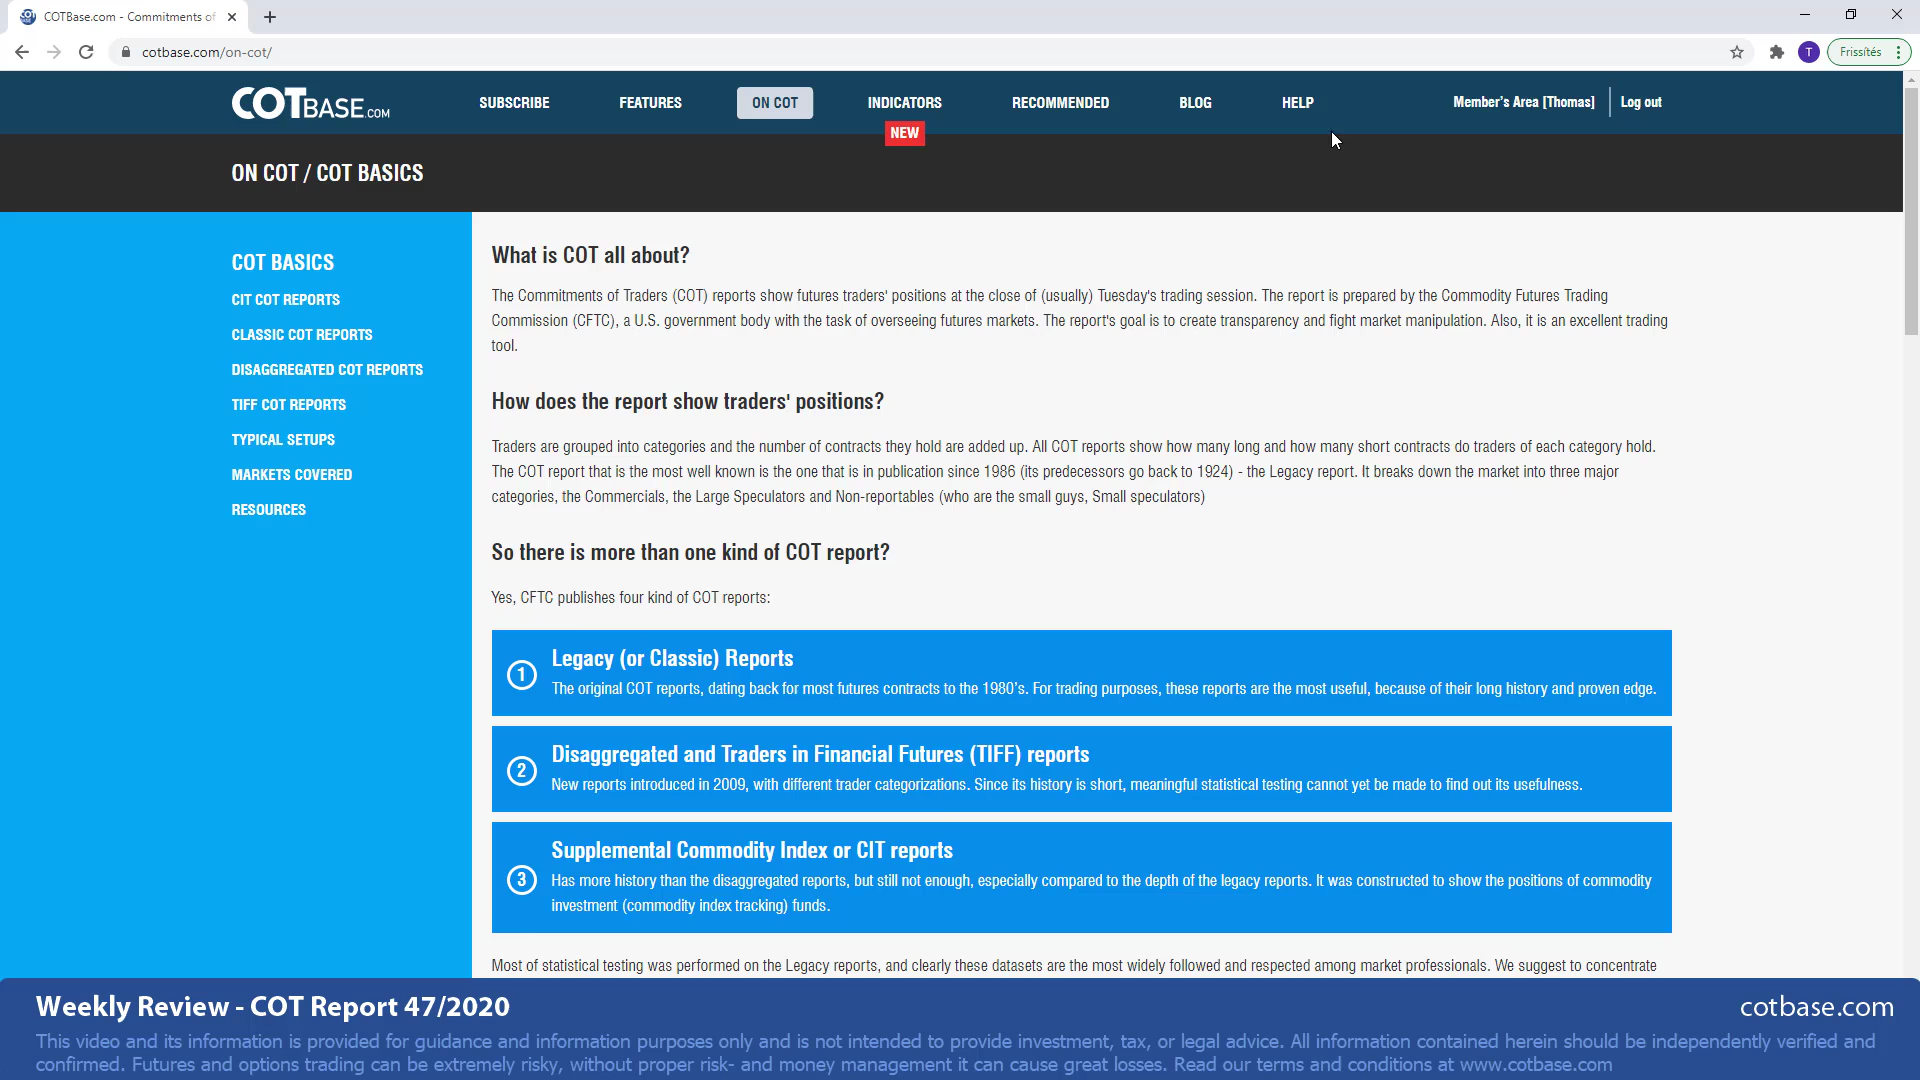 COTBase.com - Commitments of
cotbase.com/on-cot/
T
Frissítés
COTBASE.COM
SUBSCRIBE
FEATURES
ON COT
INDICATORS
RECOMMENDED
BLOG
HELP
Member's Area [Thomas]
Log out
NEW
ON COT / COT BASICS
COT BASICS
CIT COT REPORTS
CLASSIC COT REPORTS
DISAGGREGATED COT REPORTS
TIFF COT REPORTS
TYPICAL SETUPS
MARKETS COVERED
RESOURCES
What is COT all about?
The Commitments of Traders (COT) reports show futures traders' positions at the close of (usually) Tuesday's trading session. The report is prepared by the Commodity Futures Trading
Commission (CFTC), a U.S. government body with the task of overseeing futures markets. The report's goal is to create transparency and fight market manipulation. Also, it is an excellent trading
tool.
How does the report show traders' positions?
Traders are grouped into categories and the number of contracts they hold are added up. All COT reports show how many long and how many short contracts do traders of each category hold.
The COT report that is the most well known is the one that is in publication since 1986 (its predecessors go back to 1924) - the Legacy report. It breaks down the market into three major
categories, the Commercials, the Large Speculators and Non-reportables (who are the small guys, Small speculators)
So there is more than one kind of COT report?
Yes, CFTC publishes four kind of COT reports:
1
Legacy (or Classic) Reports
The original COT reports, dating back for most futures contracts to the 1980's. For trading purposes, these reports are the most useful, because of their long history and proven edge.
2
Disaggregated and Traders in Financial Futures (TIFF) reports
New reports introduced in 2009, with different trader categorizations. Since its history is short, meaningful statistical testing cannot yet be made to find out its usefulness.
3
Supplemental Commodity Index or CIT reports
Has more history than the disaggregated reports, but still not enough, especially compared to the depth of the legacy reports. It was constructed to show the positions of commodity
investment (commodity index tracking) funds.
Most of statistical testing was performed on the Legacy reports, and clearly these datasets are the most widely followed and respected among market professionals. We suggest to concentrate
Weekly Review - COT Report 47/2020
cotbase.com
This video and its information is provided for guidance and information purposes only and is not intended to provide investment, tax, or legal advice. All information contained herein should be independently verified and
confirmed. Futures and options trading can be extremely risky, without proper risk- and money management it can cause great losses. Read our terms and conditions at www.cotbase.com